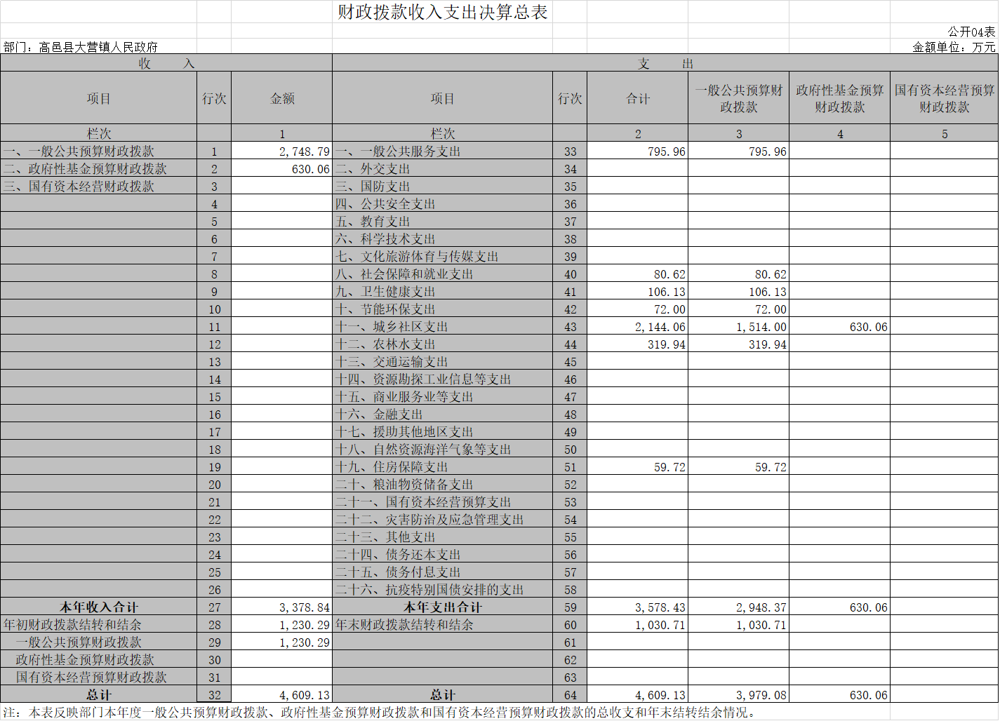 财政拨款收入支出决算总表
公开04表
部门：高邑县大营镇人民政府 金额单位：万元
收 入 支 出
项目 行次 金额 项目 行次 合计 一般公共预算财政拨款 政府性基金预算财政拨款 国有资本经营预算财政拨款
栏次 1 栏次 2 3 4 5
一、一般公共预算财政拨款 1 2,748.79 一、一般公共服务支出 33 795.96 795.96
二、政府性基金预算财政拨款 2 630.06 二、外交支出 34
三、国有资本经营财政拨款 3 三、国防支出 35
4 四、公共安全支出 36
5 五、教育支出 37
6 六、科学技术支出 38
7 七、文化旅游体育与传媒支出 39
8 八、社会保障和就业支出 40 80.62 80.62
9 九、卫生健康支出 41 106.13 106.13
10 十、节能环保支出 42 72.00 72.00
11 十一、城乡社区支出 43 2,144.06 1,514.00 630.06
12 十二、农林水支出 44 319.94 319.94
13 十三、交通运输支出 45
14 十四、资源勘探工业信息等支出 46
15 十五、商业服务业等支出 47
16 十六、金融支出 48
17 十七、援助其他地区支出 49
18 十八、自然资源海洋气象等支出 50
19 十九、住房保障支出 51 59.72 59.72
20 二十、粮油物资储备支出 52
21 二十一、国有资本经营预算支出 53
22 二十二、灾害防治及应急管理支出 54
23 二十三、其他支出 55
24 二十四、债务还本支出 56
25 二十五、债务付息支出 57
26 二十六、抗疫特别国债安排的支出 58
本年收入合计 27 3,378.84 本年支出合计 59 3,578.43 2,948.37 630.06
年初财政拨款结转和结余 28 1,230.29 年末财政拨款结转和结余 60 1,030.71 1,030.71
一般公共预算财政拨款 29 1,230.29 61
政府性基金预算财政拨款 30 62
国有资本经营预算财政拨款 31 63
总计 32 4,609.13 总计 64 4,609.13 3,979.08 630.06
注：本表反映部门本年度一般公共预算财政拨款、政府性基金预算财政拨款和国有资本经营预算财政拨款的总收支和年末结转结余情况。